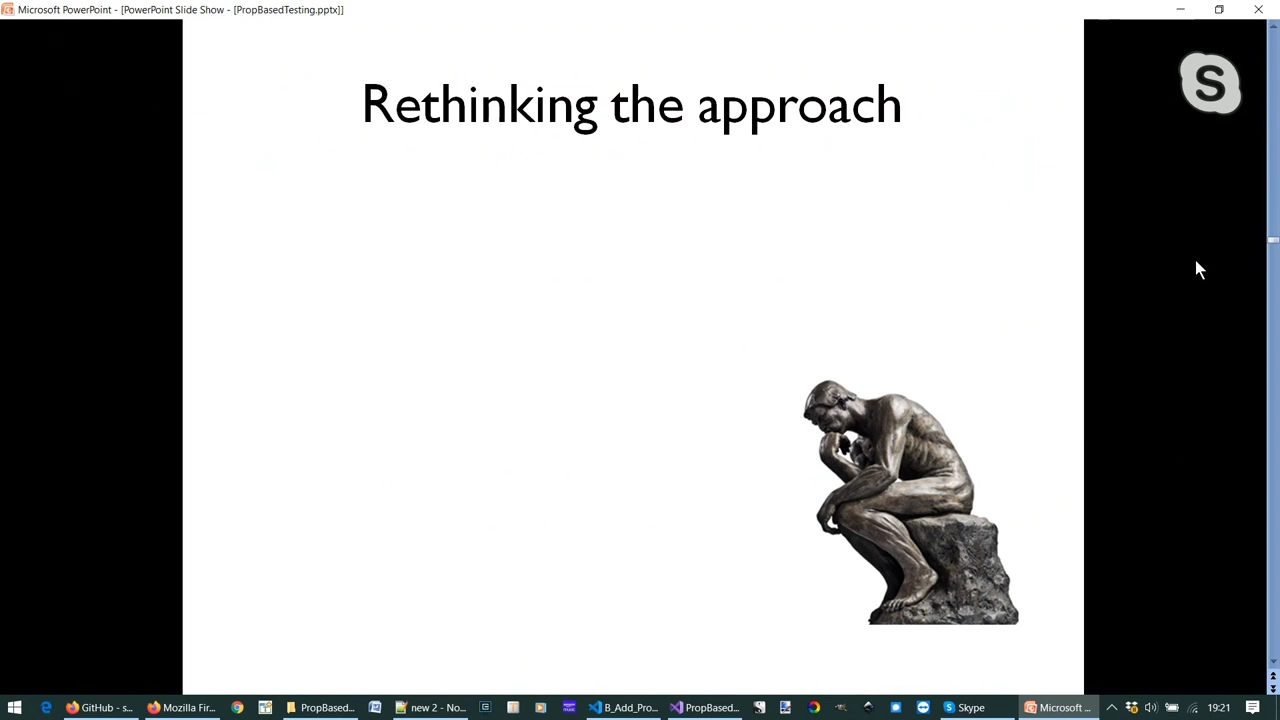 Microsoft PowerPoint - [PowerPoint Slide Show - [PropBasedTesting.pptx]]
S
Rethinking the approach
GitHub - s...
Mozilla Fir...
PropBased...
new 2 - No...
B_Add_Pro...
PropBased...
Skype
Microsoft ...
19:21